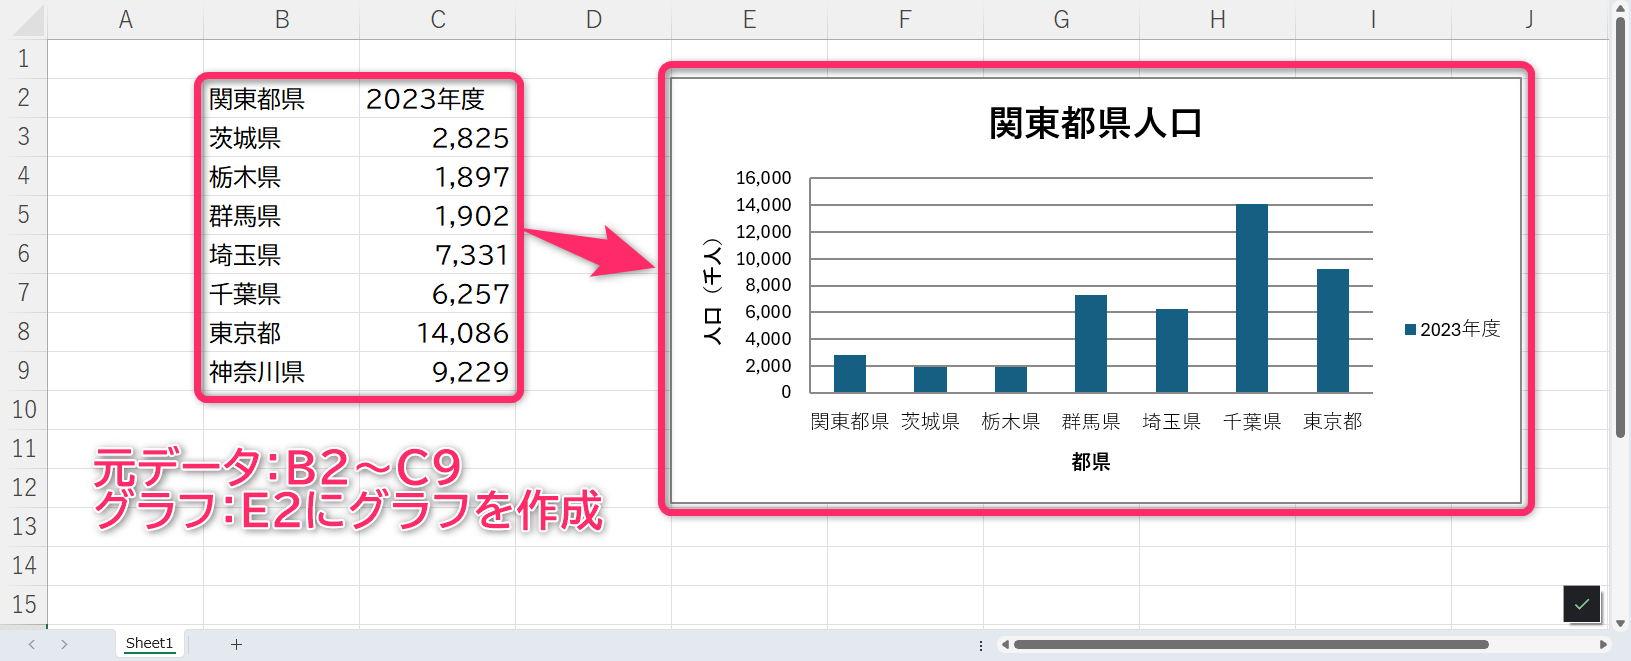 A B C D E F G H I J
1
2 関東都県 2023年度
3 茨城県 2,825
4 栃木県 1,897
5 群馬県 1,902
6 埼玉県 7,331
7 千葉県 6,257
8 東京都 14,086
9 神奈川県 9,229
10
11
12
13
14
15
元データ：B2～C9
グラフ：E2にグラフを作成
関東都県人口
人口（千人）
16,000
14,000
12,000
10,000
8,000
6,000
4,000
2,000
0
関東都県 茨城県 栃木県 群馬県 埼玉県 千葉県 東京都
都県
2023年度
Sheet1